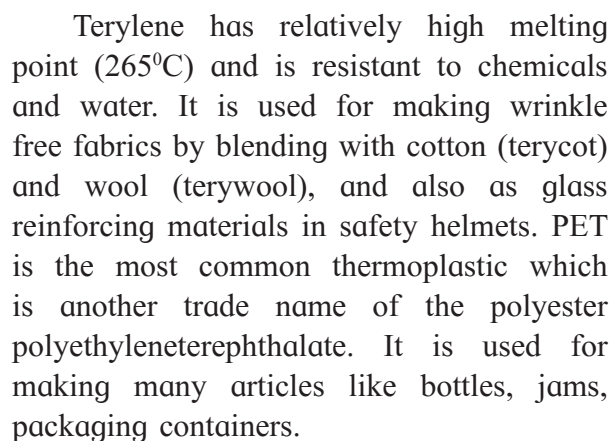 Terylene has relatively high melting
point (265⁰C) and is resistant to chemicals
and water. It is used for making wrinkle
free fabrics by blending with cotton (terycot)
and wool (terywool), and also as glass
reinforcing materials in safety helmets. PET
is the most common thermoplastic which
is another trade name of the polyester
polyethyleneterephthalate. It is used for
making many articles like bottles, jams,
packaging containers.